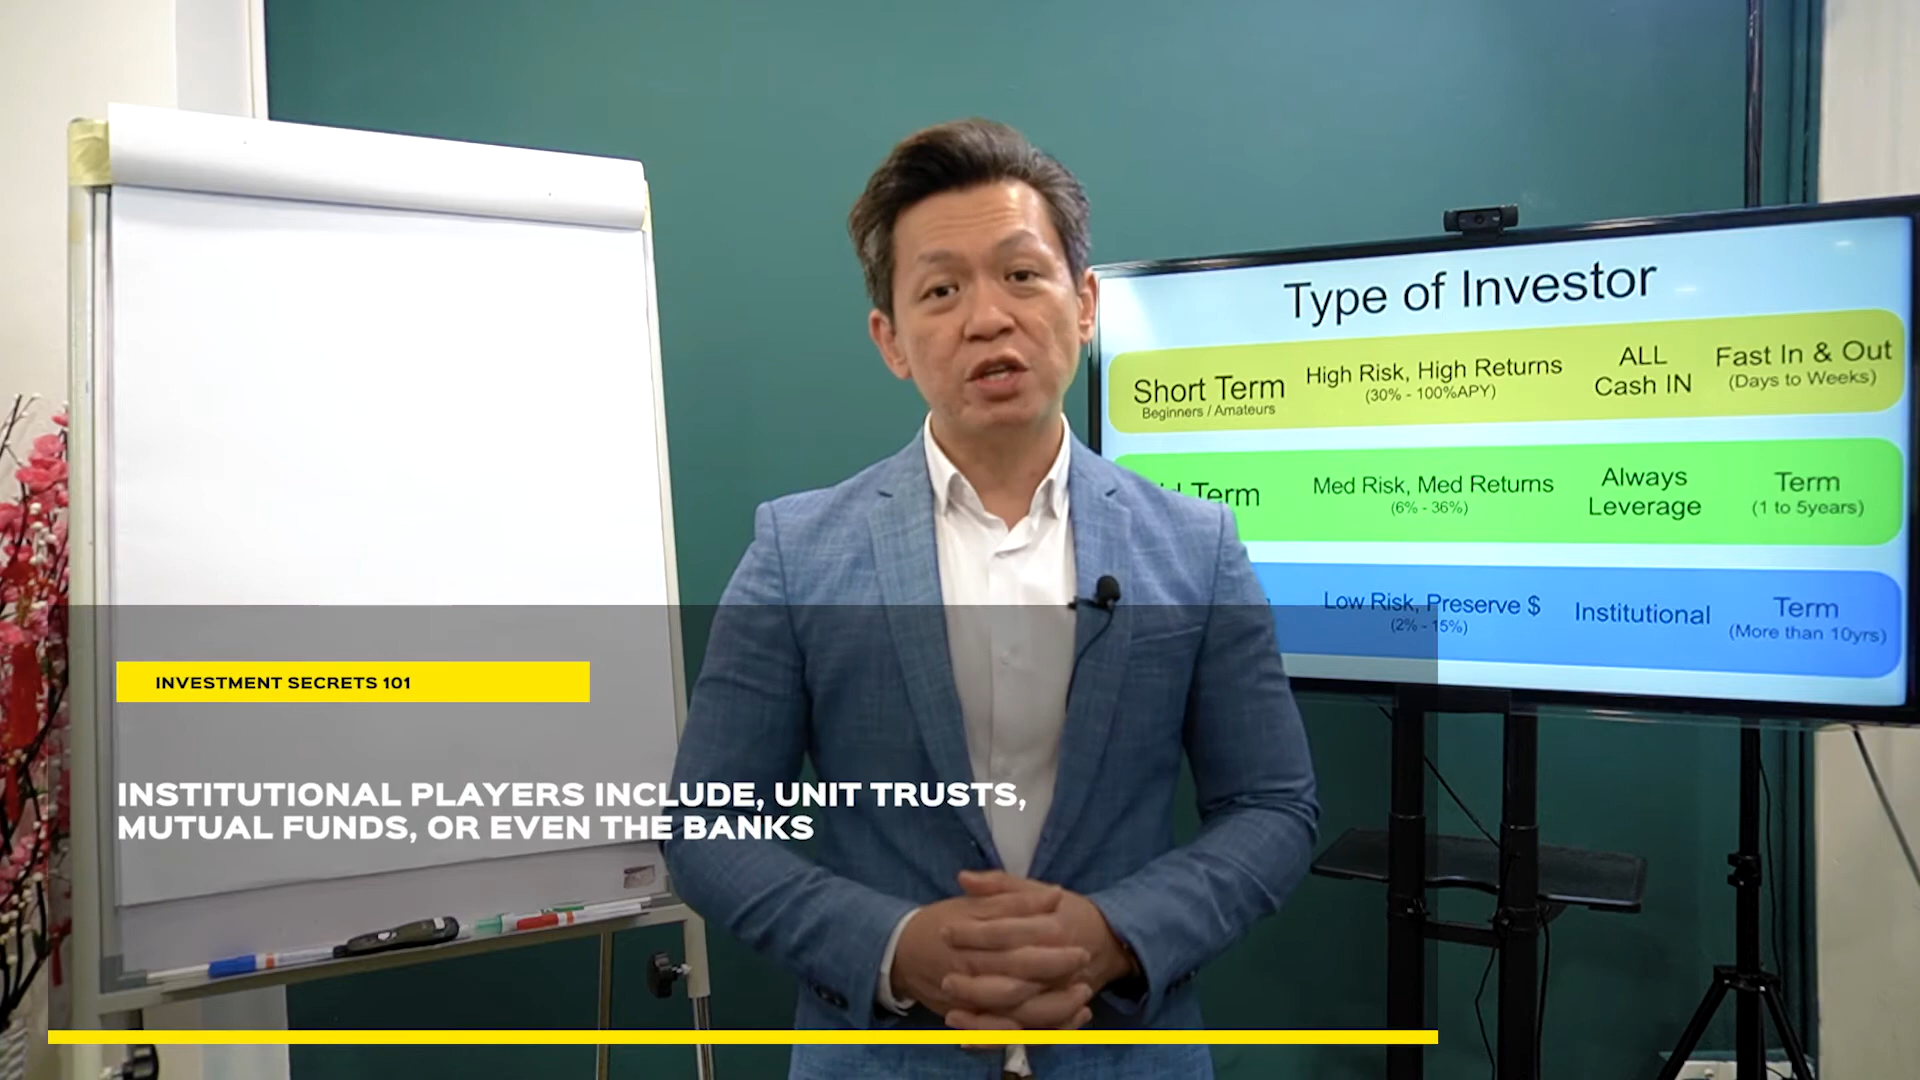 Type of Investor
Short Term
Beginners / Amateurs
High Risk, High Returns
(30% - 100%APY)
ALL
Cash IN
Fast In & Out
(Days to Weeks)
Term
Med Risk, Med Returns
(6% - 36%)
Always
Leverage
Term
(1 to 5years)
Low Risk, Preserve $
(2% - 15%)
Institutional
Term
(More than 10yrs)
INVESTMENT SECRETS 101
INSTITUTIONAL PLAYERS INCLUDE, UNIT TRUSTS,
MUTUAL FUNDS, OR EVEN THE BANKS